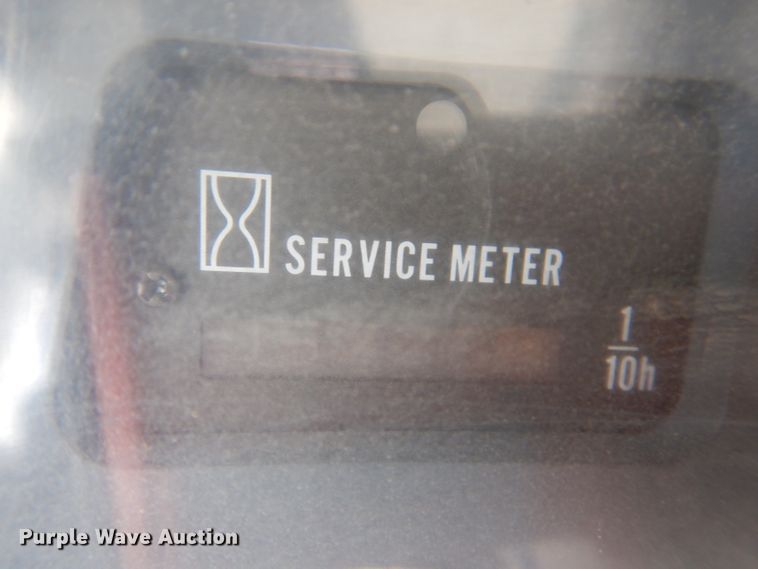 SERVICE METER
1
10h
Purple Wave Auction